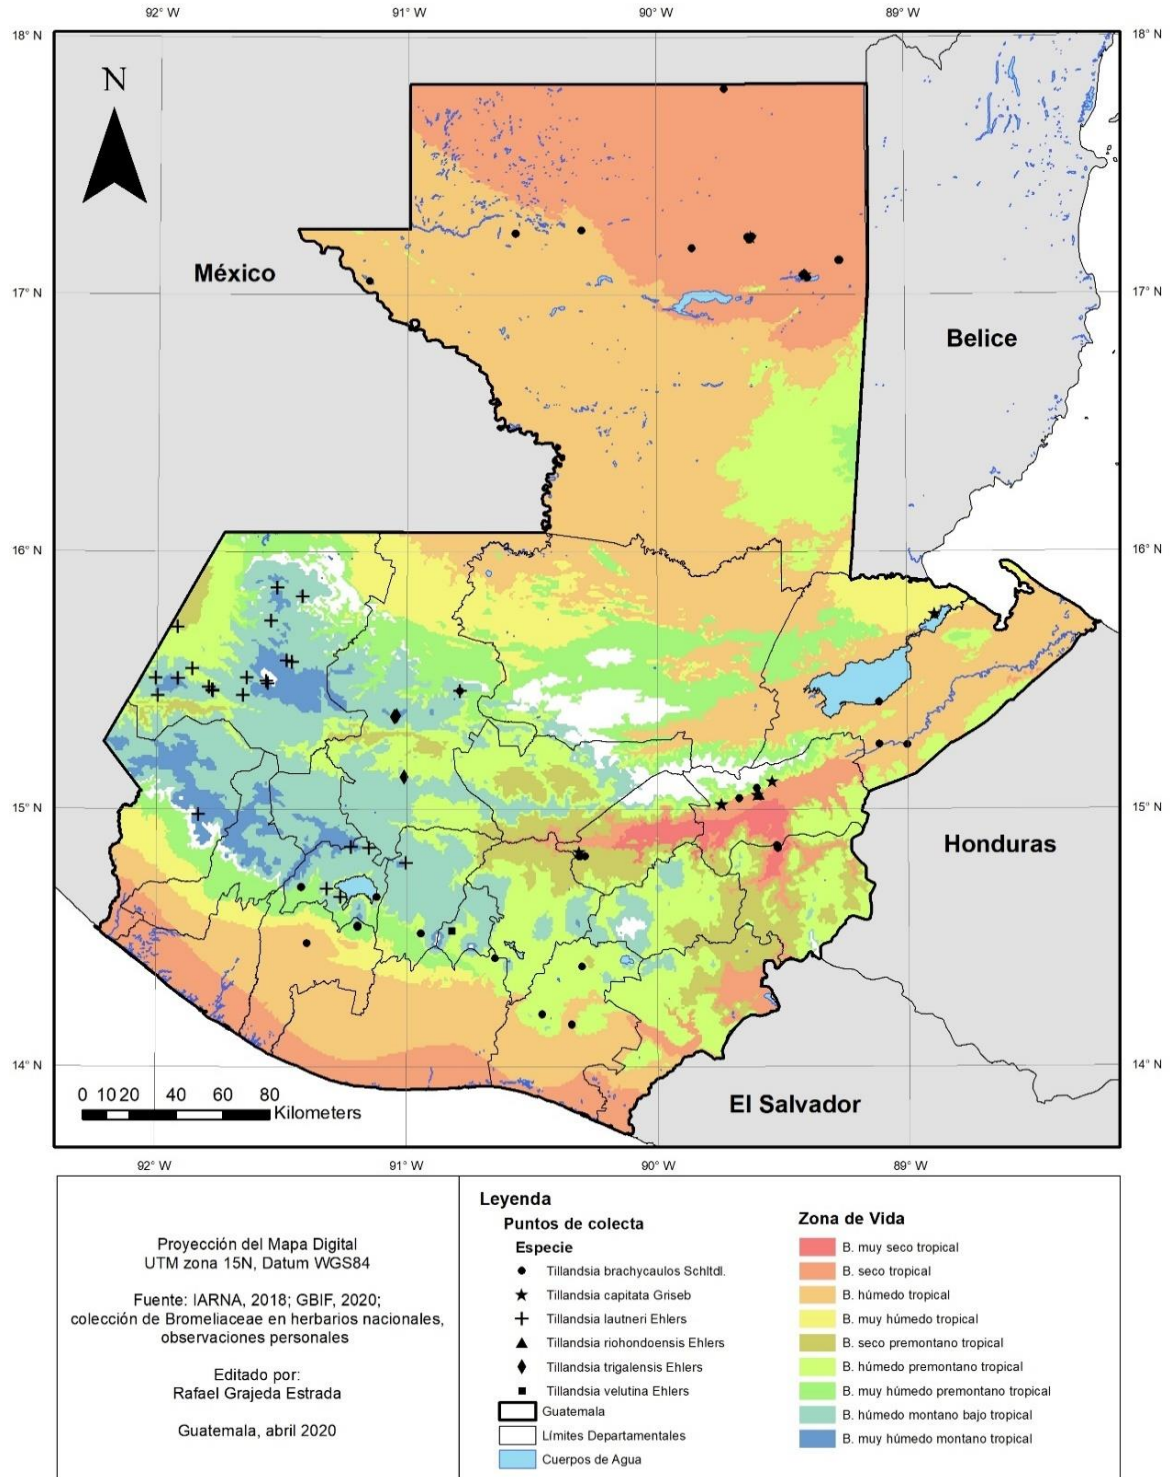 92° W 91° W 90° W 89° W
18° N 18° N
N
México
17° N 17° N
Belice
16° N 16° N
15° N 15° N
Honduras
14° N 14° N
0 10 20 40 60 80
Kilometers
El Salvador
92° W 91° W 90° W 89° W
Proyección del Mapa Digital
UTM zona 15N, Datum WGS84
Fuente: IARNA, 2018; GBIF, 2020;
colección de Bromeliaceae en herbarios nacionales,
observaciones personales
Editado por:
Rafael Grajeda Estrada
Guatemala, abril 2020
Leyenda
Puntos de colecta
Especie
Tillandsia brachycaulos Schltdl.
Tillandsia capitata Griseb
Tillandsia lautneri Ehlers
Tillandsia riohondoensis Ehlers
Tillandsia trigalensis Ehlers
Tillandsia velutina Ehlers
Guatemala
Límites Departamentales
Cuerpos de Agua
Zona de Vida
B. muy seco tropical
B. seco tropical
B. húmedo tropical
B. muy húmedo tropical
B. seco premontano tropical
B. húmedo premontano tropical
B. muy húmedo premontano tropical
B. húmedo montano bajo tropical
B. muy húmedo montano tropical